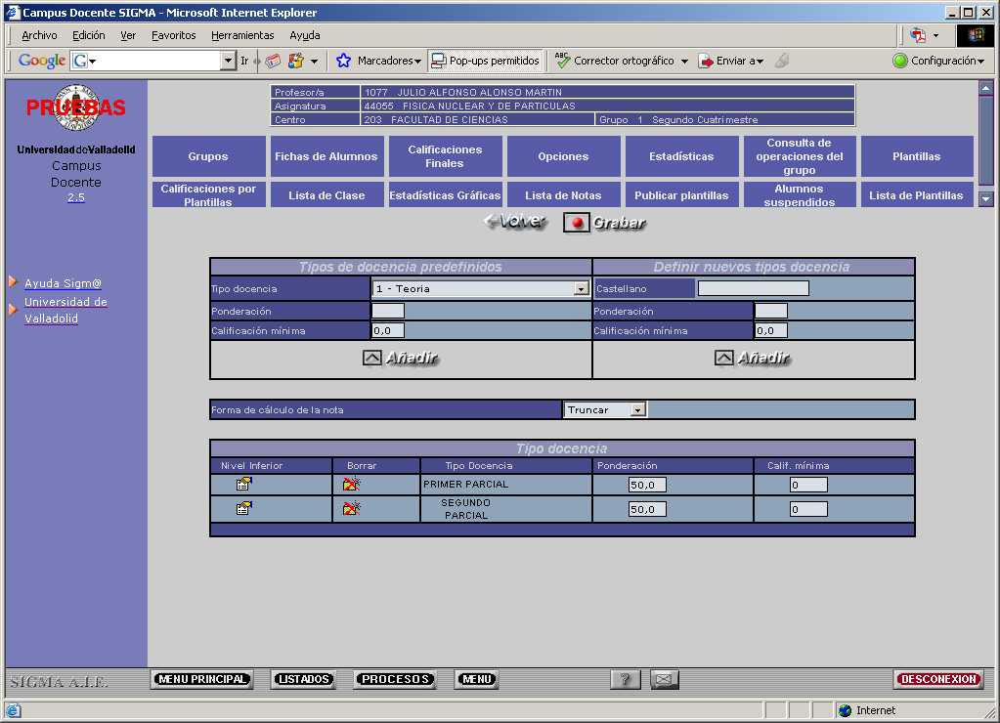 Campus Docente SIGMA - Microsoft Internet Explorer
Archivo Edición Ver Favoritos Herramientas Ayuda
Google G Ir Marcadores Pop-ups permitidos ABC Corrector ortográfico Enviar a Configuración
PRUEBAS
Universidad de Valladolid
Campus
Docente
2.5
Ayuda Sigm@
Universidad de
Valladolid
Profesor/a 1077 JULIO ALFONSO ALONSO MARTIN
Asignatura 44055 FISICA NUCLEAR Y DE PARTICULAS
Centro 203 FACULTAD DE CIENCIAS Grupo 1 Segundo Cuatrimestre
Grupos Fichas de Alumnos Calificaciones Finales Opciones Estadísticas Consulta de operaciones del grupo Plantillas
Calificaciones por Plantillas Lista de Clase Estadísticas Gráficas Lista de Notas Publicar plantillas Alumnos suspendidos Lista de Plantillas
Volver Grabar
Tipos de docencia predefinidos Definir nuevos tipos docencia
Tipo docencia 1 - Teoria Castellano
Ponderación Ponderación
Calificación mínima 0,0 Calificación mínima 0,0
Añadir Añadir
Forma de cálculo de la nota Truncar
Tipo docencia
Nivel Inferior Borrar Tipo Docencia Ponderación Calif. mínima
PRIMER PARCIAL 50,0 0
SEGUNDO
PARCIAL 50,0 0
SIGMA A.I.E. MENU PRINCIPAL LISTADOS PROCESOS MENU ? DESCONEXION
Internet